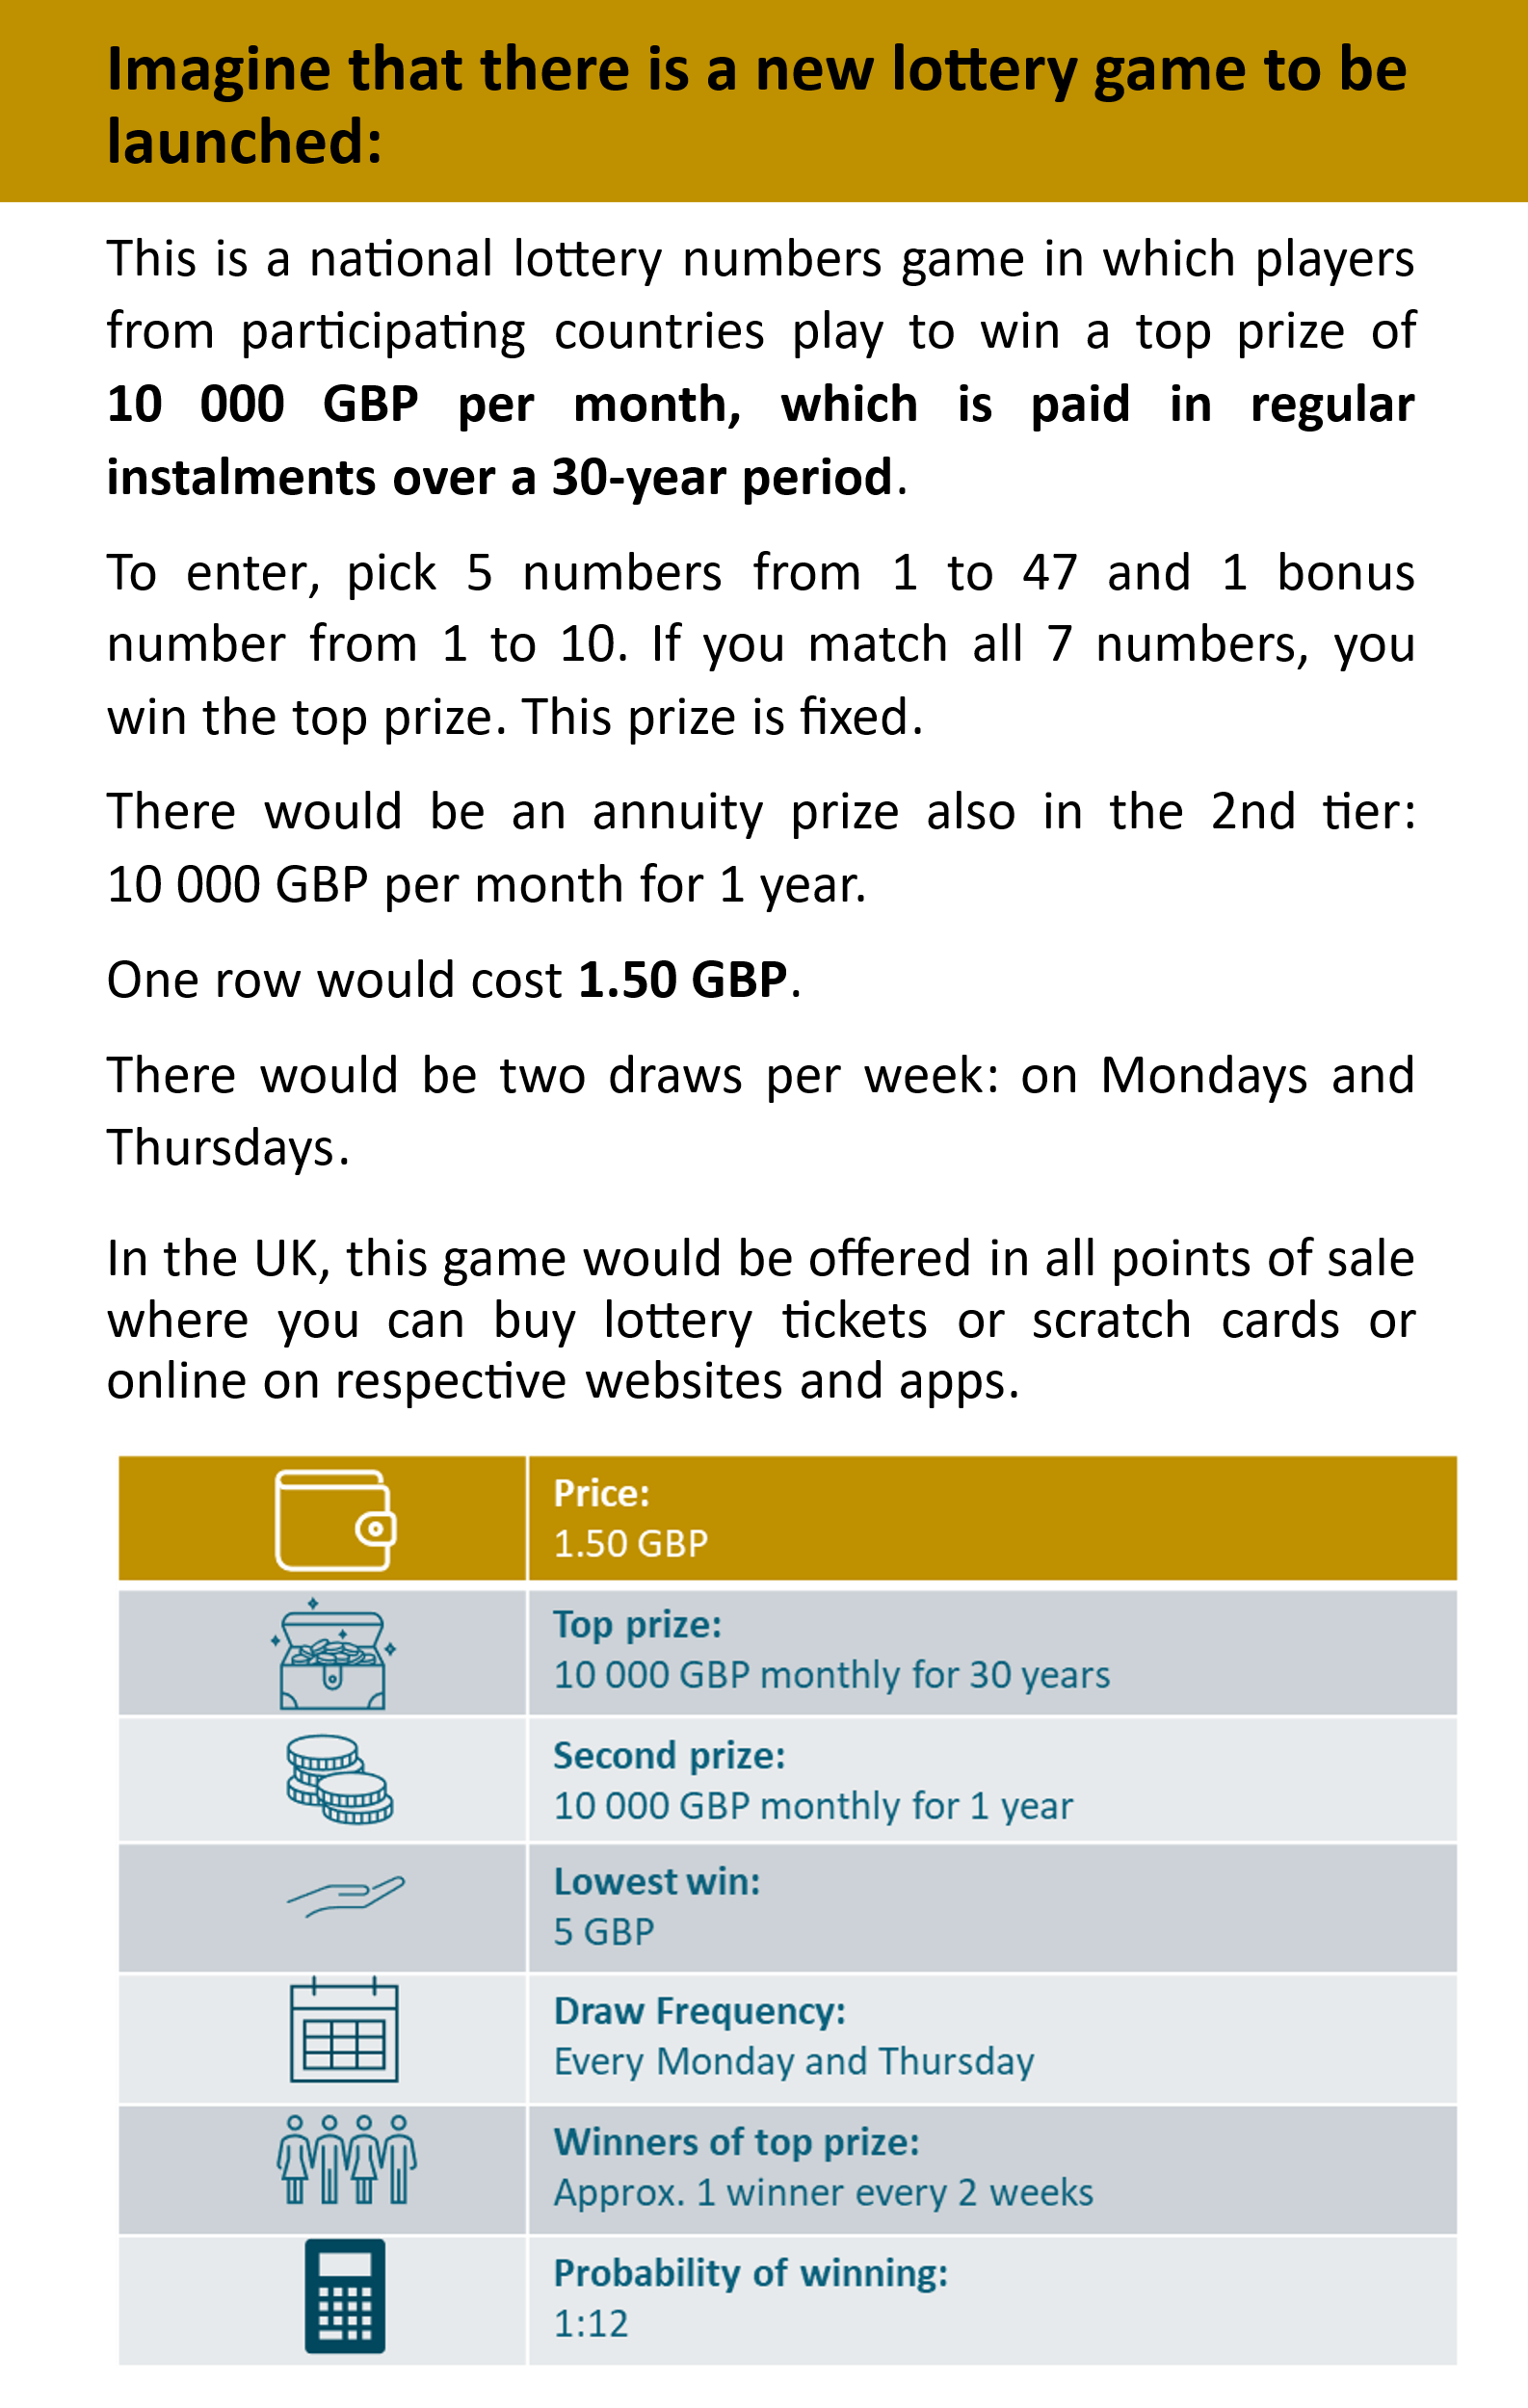 Imagine that there is a new lottery game to be
launched:
This is a national lottery numbers game in which players
from participating countries play to win a top prize of
10 000 GBP per month, which is paid in regular
instalments over a 30-year period.
To enter, pick 5 numbers from 1 to 47 and 1 bonus
number from 1 to 10. If you match all 7 numbers, you
win the top prize. This prize is fixed.
There would be an annuity prize also in the 2nd tier:
10 000 GBP per month for 1 year.
One row would cost 1.50 GBP.
There would be two draws per week: on Mondays and
Thursdays.
In the UK, this game would be offered in all points of sale
where you can buy lottery tickets or scratch cards or
online on respective websites and apps.
Price:
1.50 GBP
Top prize:
10 000 GBP monthly for 30 years
Second prize:
10 000 GBP monthly for 1 year
Lowest win:
5 GBP
Draw Frequency:
Every Monday and Thursday
Winners of top prize:
Approx. 1 winner every 2 weeks
Probability of winning:
1:12